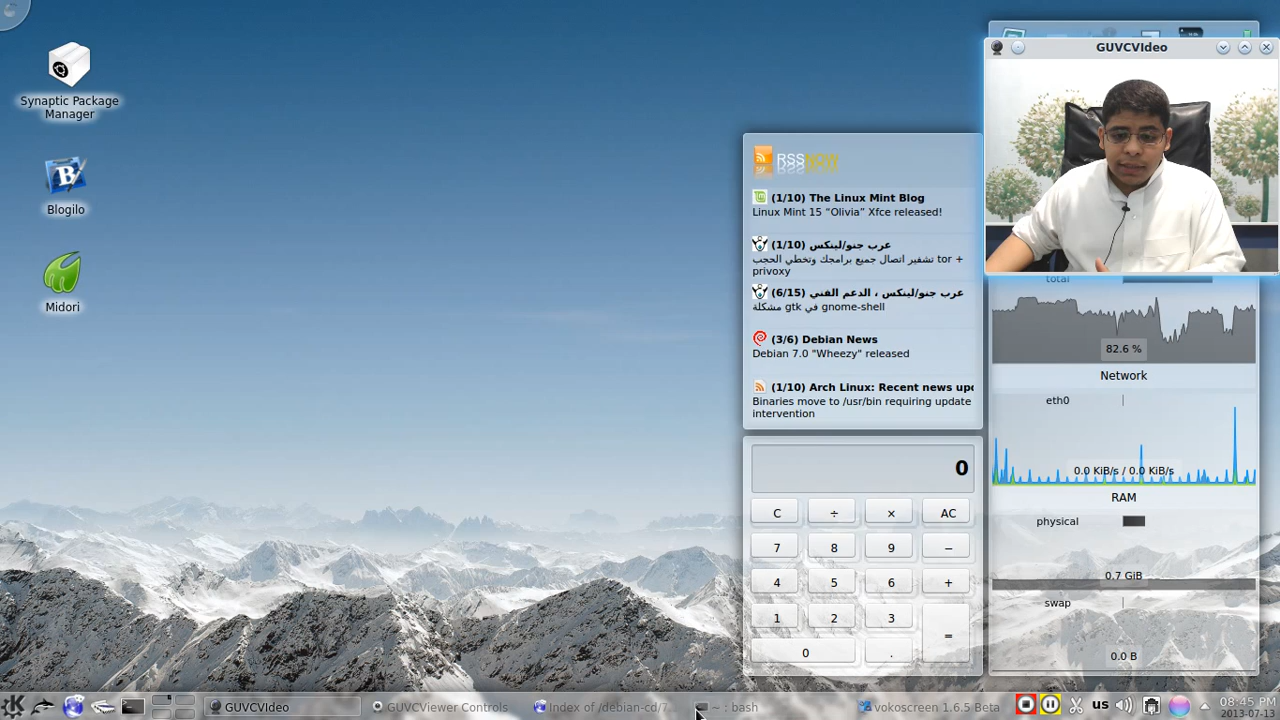 Synaptic Package
Manager
Blogilo
Midori
GUVCVideo
RSSNOW
(1/10) The Linux Mint Blog
Linux Mint 15 "Olivia" Xfce released!
(1/10) عرب جنو/لينكس
تشفير اتصال جميع برامجك وتخطي الحجب tor +
privoxy
(6/15) عرب جنو/لينكس ، الدعم الفني
مشكلة gtk في gnome-shell
(3/6) Debian News
Debian 7.0 "Wheezy" released
(1/10) Arch Linux: Recent news upd
Binaries move to /usr/bin requiring update
intervention
0
C ÷ × AC
7 8 9 −
4 5 6 +
1 2 3 =
0 .
total
82.6 %
Network
eth0
0.0 KiB/s / 0.0 KiB/s
RAM
physical
0.7 GiB
swap
0.0 B
GUVCVideo
GUVCViewer Controls
Index of /debian-cd/7.
~ : bash
vokoscreen 1.6.5 Beta
us
08:45 PM
2013-07-13